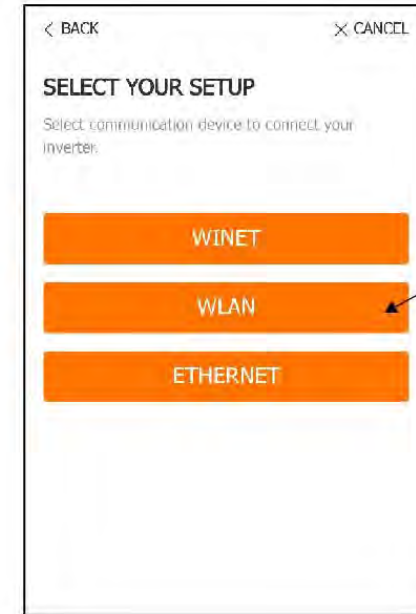 < BACK
× CANCEL
SELECT YOUR SETUP
Select communication device to connect your
inverter.
WINET
WLAN
ETHERNET